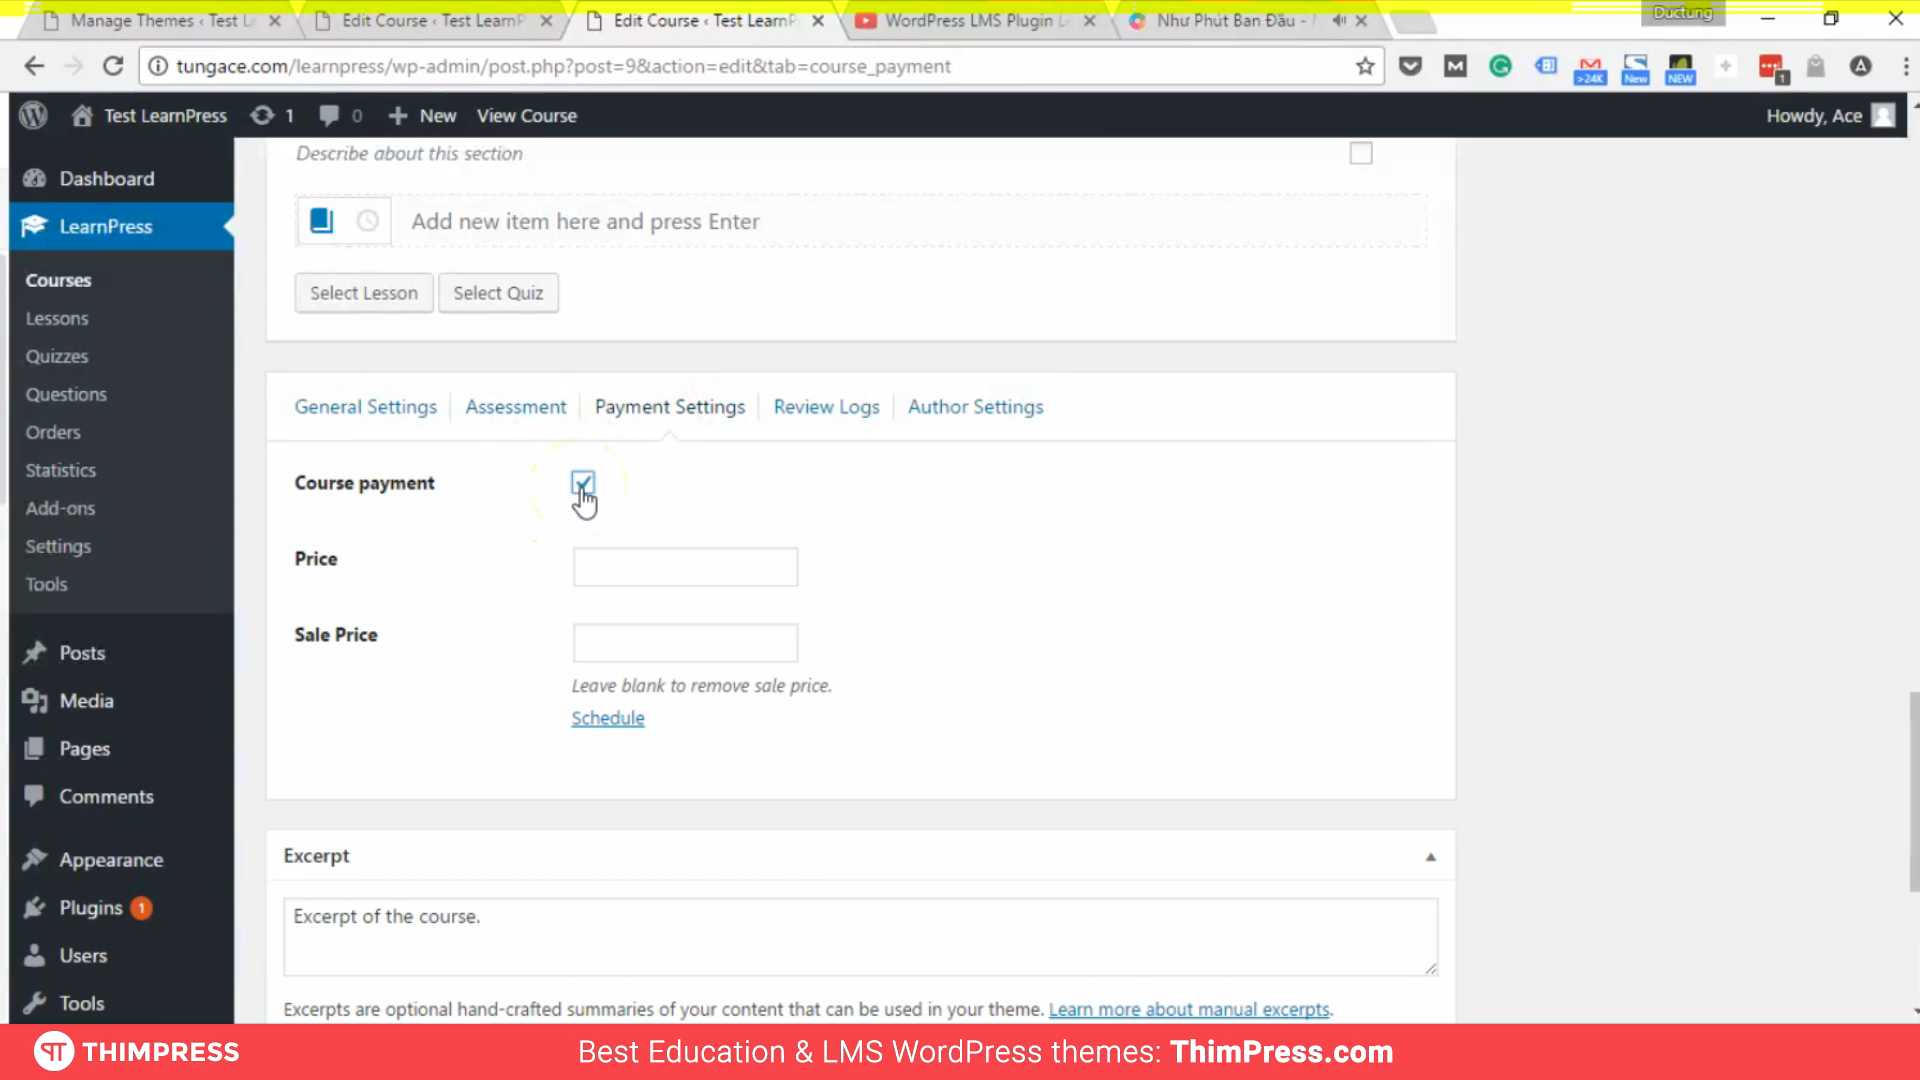 Manage Themes ‹ Test Le
Edit Course ‹ Test LearnP
Edit Course ‹ Test LearnP
WordPress LMS Plugin Le
Như Phút Ban Đầu - N
Ductung
tungace.com/learnpress/wp-admin/post.php?post=9&action=edit&tab=course_payment
>24K
New
NEW
1
Test LearnPress
1
0
New
View Course
Howdy, Ace
Dashboard
LearnPress
Courses
Lessons
Quizzes
Questions
Orders
Statistics
Add-ons
Settings
Tools
Posts
Media
Pages
Comments
Appearance
Plugins 1
Users
Tools
Describe about this section
Add new item here and press Enter
Select Lesson
Select Quiz
General Settings
Assessment
Payment Settings
Review Logs
Author Settings
Course payment
Price
Sale Price
Leave blank to remove sale price.
Schedule
Excerpt
Excerpt of the course.
Excerpts are optional hand-crafted summaries of your content that can be used in your theme. Learn more about manual excerpts.
THIMPRESS
Best Education & LMS WordPress themes: ThimPress.com